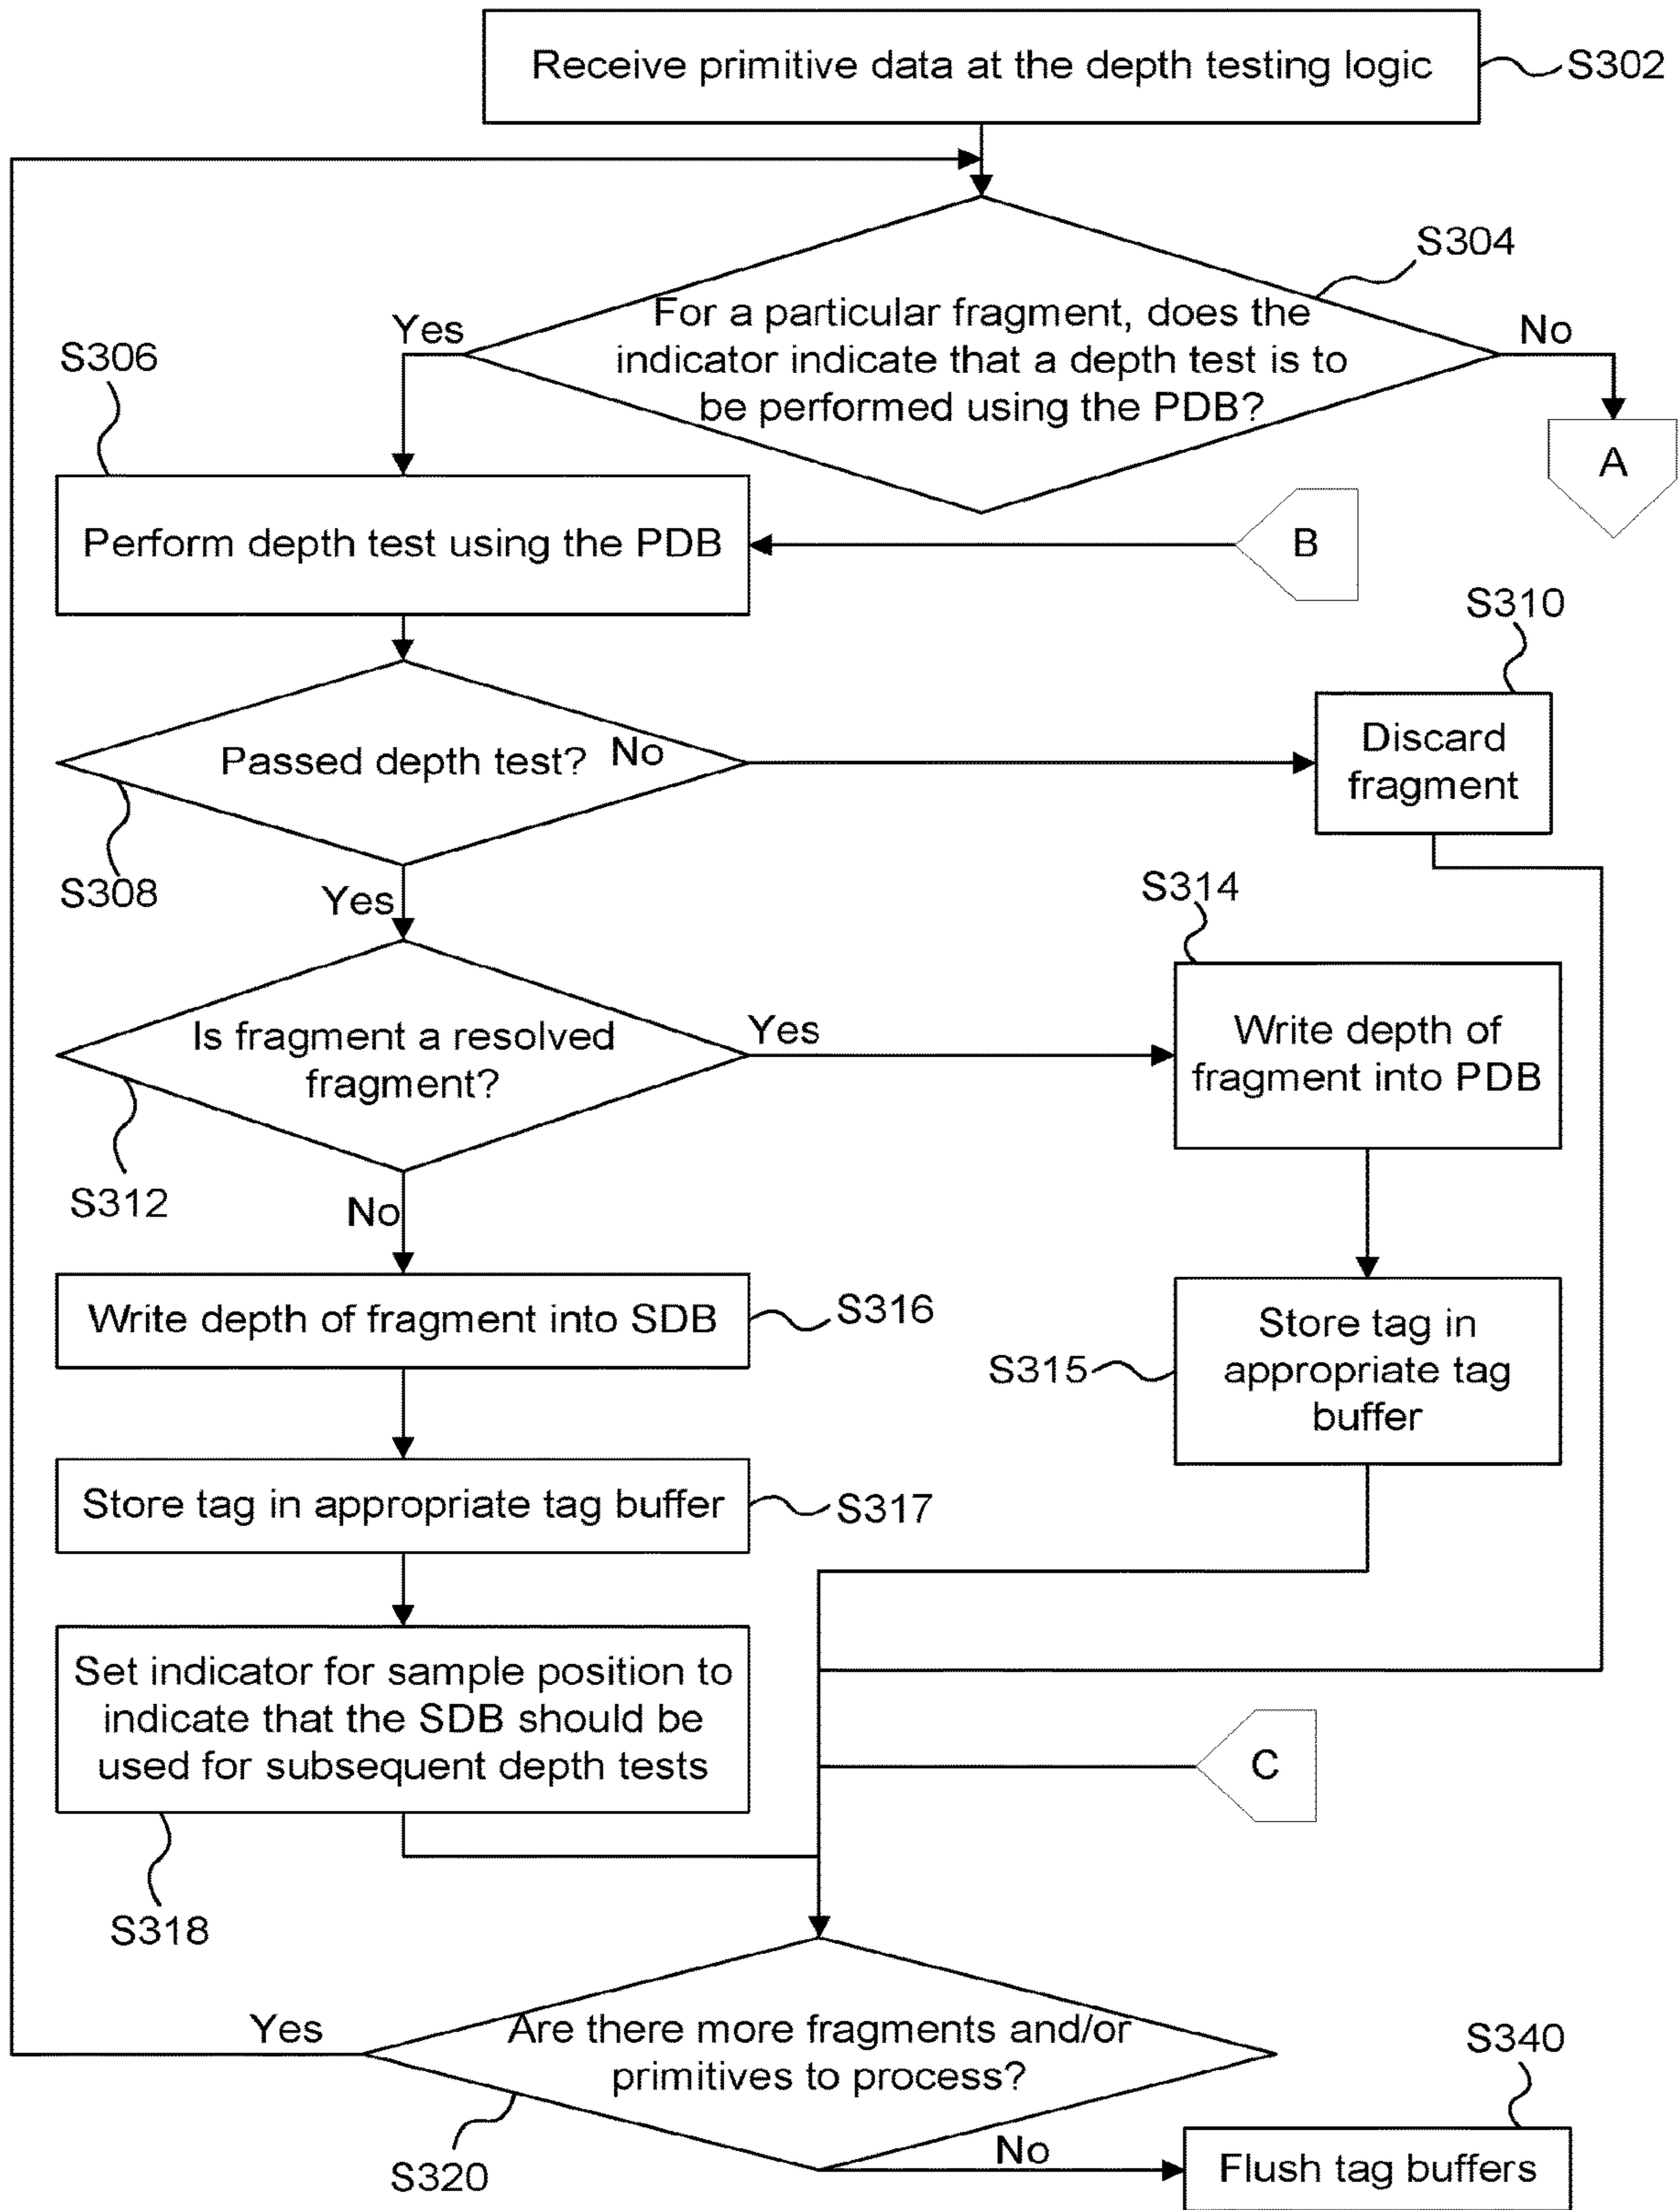 Receive primitive data at the depth testing logic
S302
S304
For a particular fragment, does the
indicator indicate that a depth test is to
be performed using the PDB?
Yes
No
S306
A
Perform depth test using the PDB
B
S310
Passed depth test?
No
Discard
fragment
S308
Yes
S314
Is fragment a resolved
fragment?
Yes
Write depth of
fragment into PDB
S312
No
Write depth of fragment into SDB
S316
Store tag in
appropriate tag
buffer
S315
Store tag in appropriate tag buffer
S317
Set indicator for sample position to
indicate that the SDB should be
used for subsequent depth tests
C
S318
Yes
Are there more fragments and/or
primitives to process?
S340
No
S320
Flush tag buffers